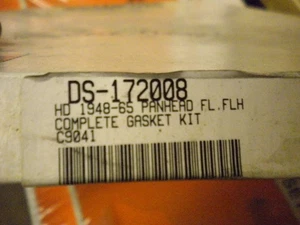 DS-172008
HD 1948-65 PANHEAD FL.FLH
COMPLETE GASKET KIT
C9041